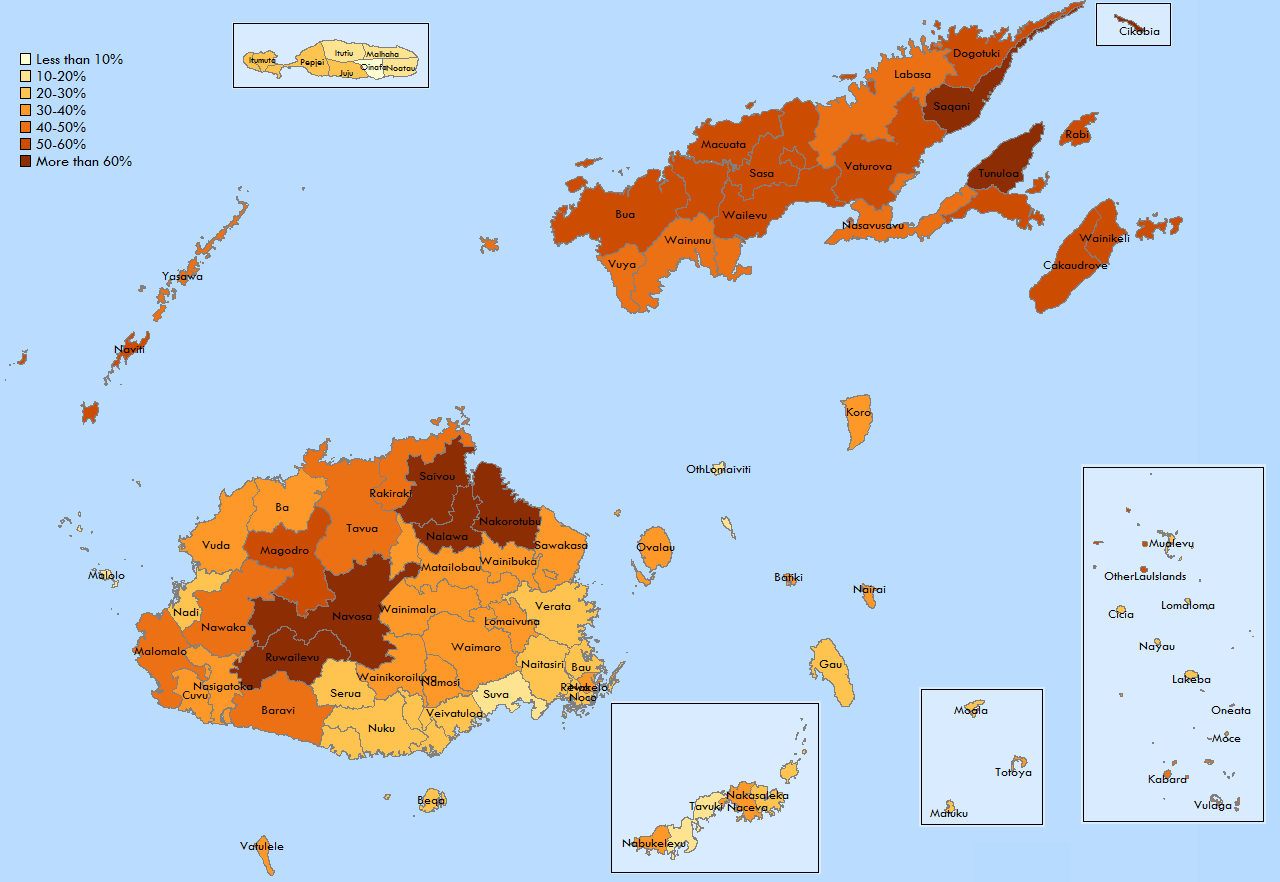 Less than 10%
10-20%
20-30%
30-40%
40-50%
50-60%
More than 60%
Itumuta
Pepjei
Itutiu
Malhaha
Juju
Oinafa
Noatau
Cikobia
Dogotuki
Labasa
Saqani
Rabi
Macuata
Sasa
Vaturova
Tunuloa
Bua
Wailevu
Nasavusavu
Wainunu
Wainikeli
Vuya
Cakaudrove
Yasawa
Naviti
Koro
OthLomaiviti
Saivou
Rakiraki
Ba
Nakorotubu
Tavua
Nalawa
Vuda
Magodro
Sawakasa
Ovalau
Wainibuka
Matailobau
Malolo
Batiki
Nairai
Nadi
Navosa
Wainimala
Verata
Lomaivuna
Nawaka
Malomalo
Ruwailevu
Waimaro
Naitasiri
Bau
Gau
Wainikoroiluva
Namosi
Nasigatoka
Cuvu
Serua
Suva
Nakelo
Noco
Baravi
Veivatuloa
Nuku
Beqa
Vatulele
Tavuki
Nakasaleka
Naceva
Nabukelevu
Moala
Totoya
Matuku
Mualevu
OtherLauIslands
Lomaloma
Cicia
Nayau
Lakeba
Oneata
Moce
Kabara
Vulaga